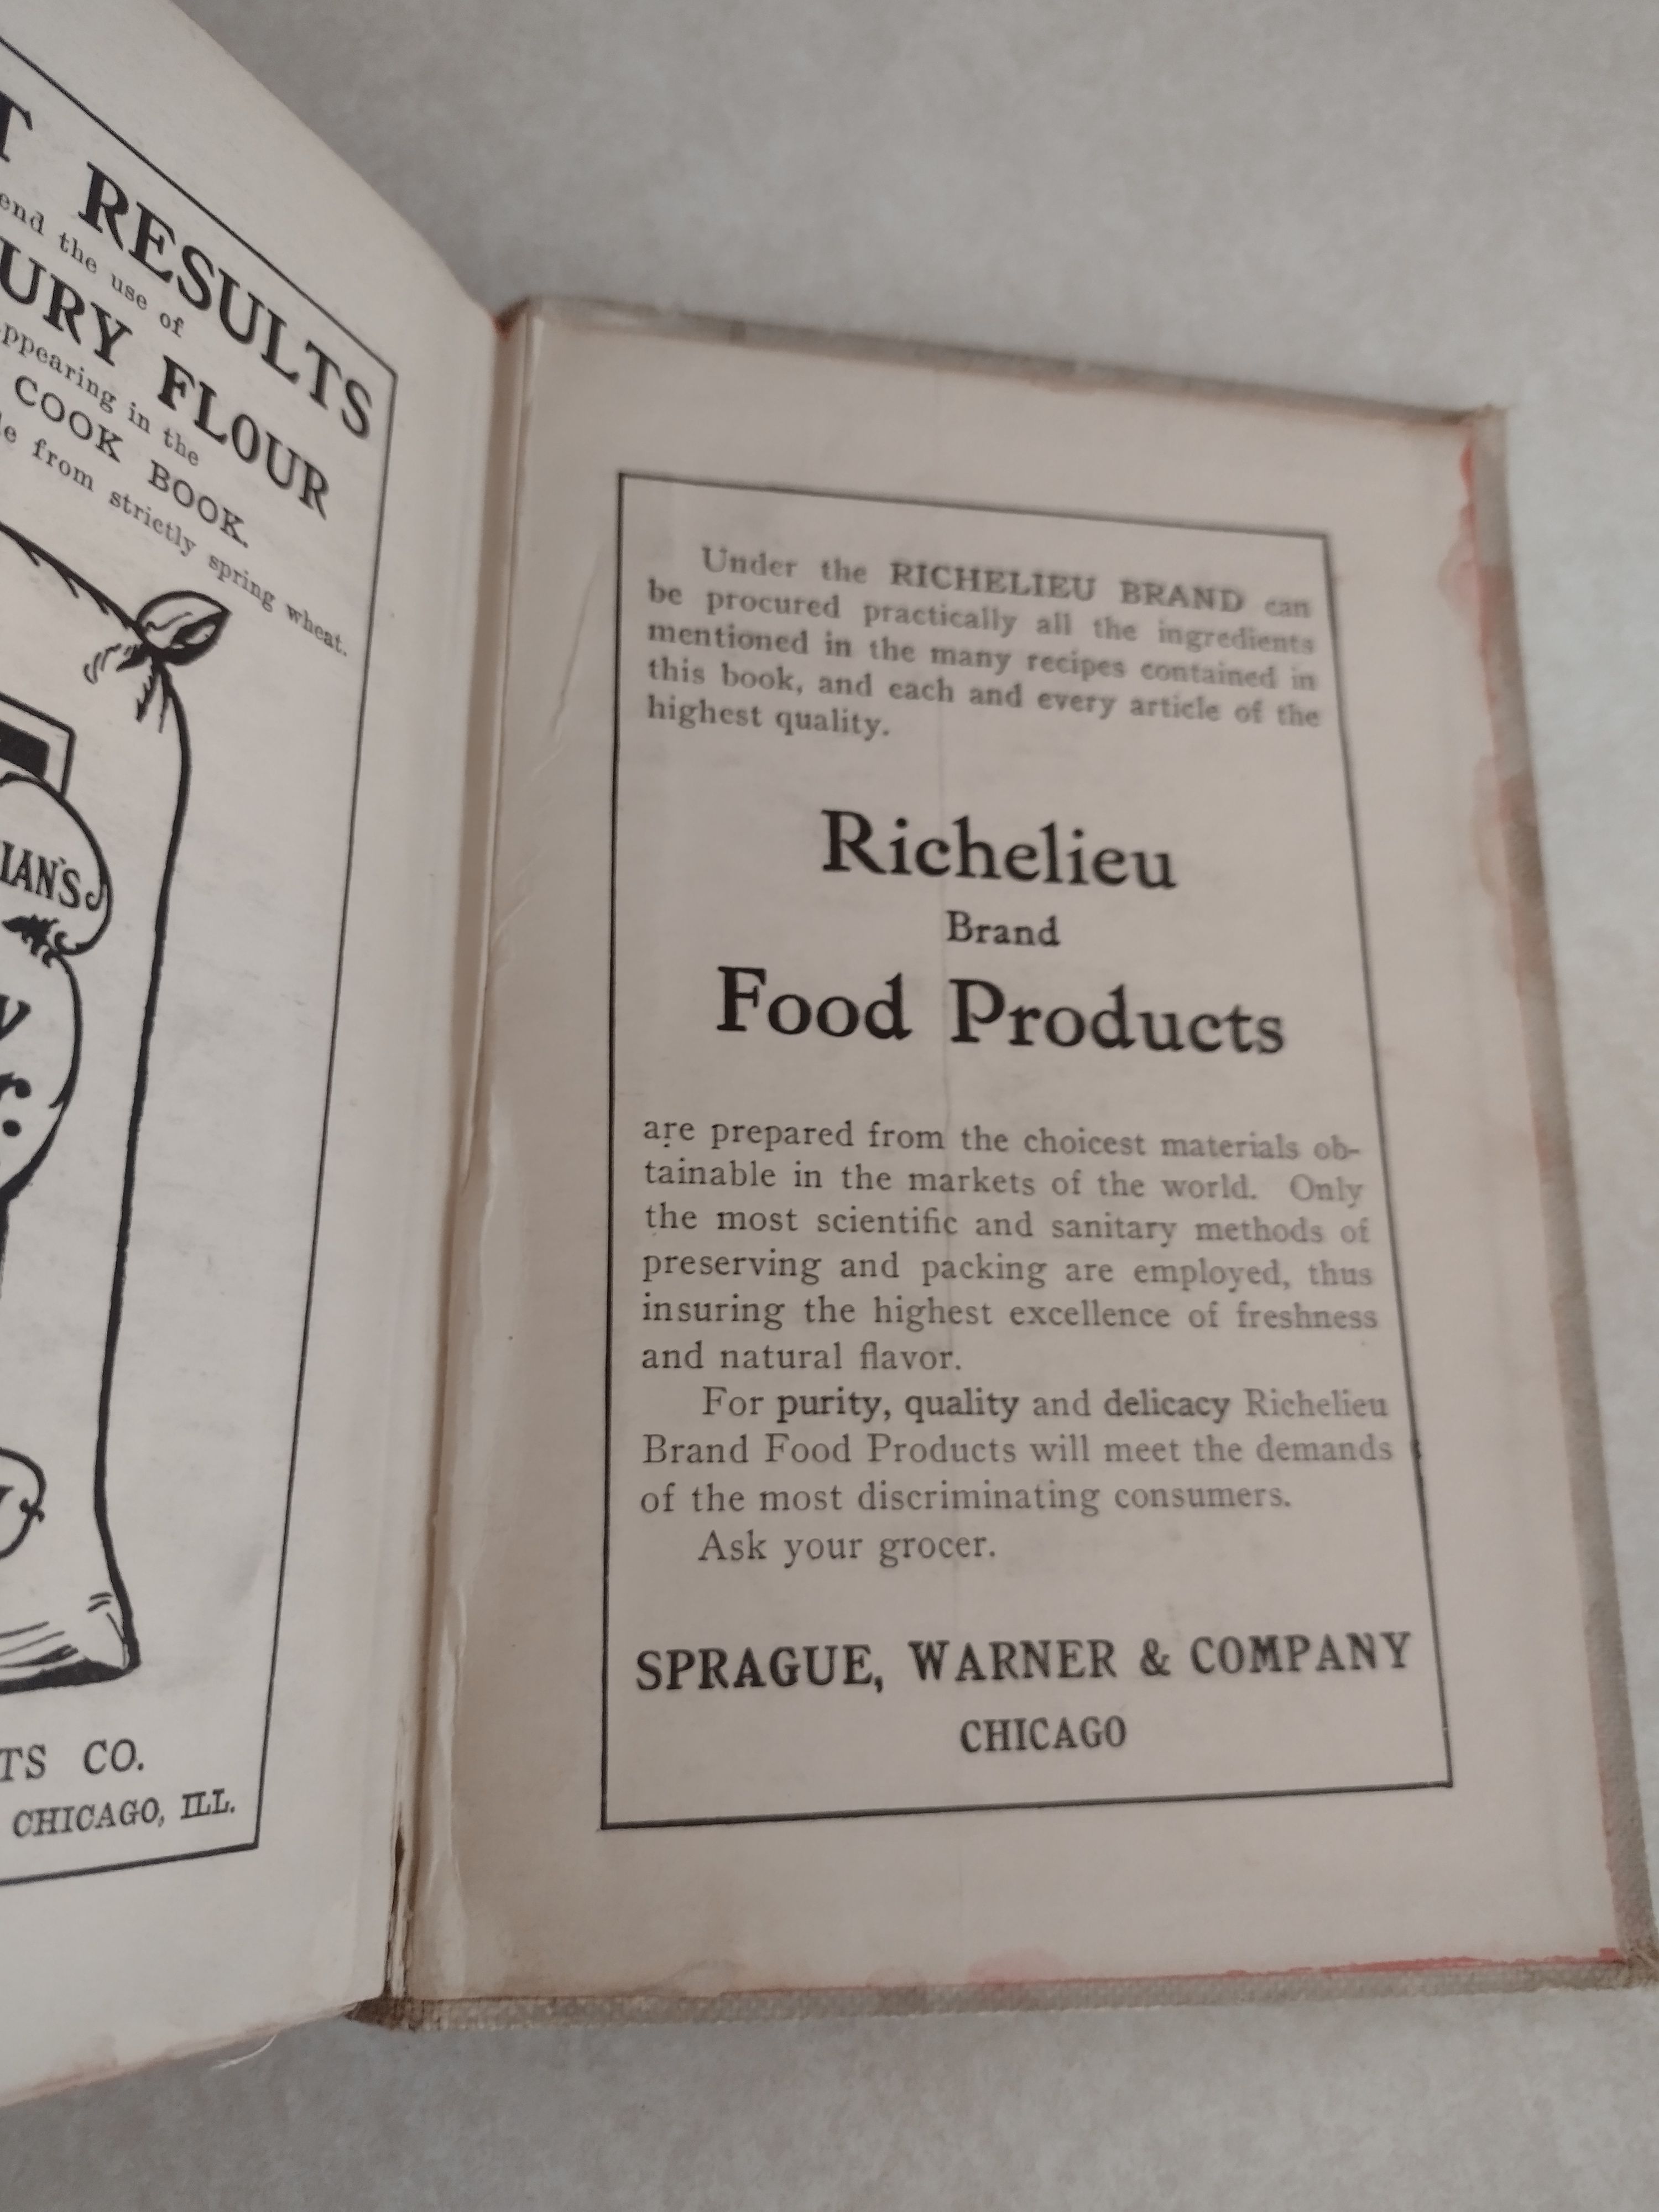 RESULTS
the use of
FLOUR
in the
COOK BOOK.
from strictly spring wheat.
CO.
CHICAGO, ILL.
Under the RICHELIEU BRAND can
be procured practically all the ingredients
mentioned in the many recipes contained in
this book, and each and every article of the
highest quality.
Richelieu
Brand
Food Products
are prepared from the choicest materials ob-
tainable in the markets of the world. Only
the most scientific and sanitary methods of
preserving and packing are employed, thus
insuring the highest excellence of freshness
and natural flavor.
For purity, quality and delicacy Richelieu
Brand Food Products will meet the demands
of the most discriminating consumers.
Ask your grocer.
SPRAGUE, WARNER & COMPANY
CHICAGO